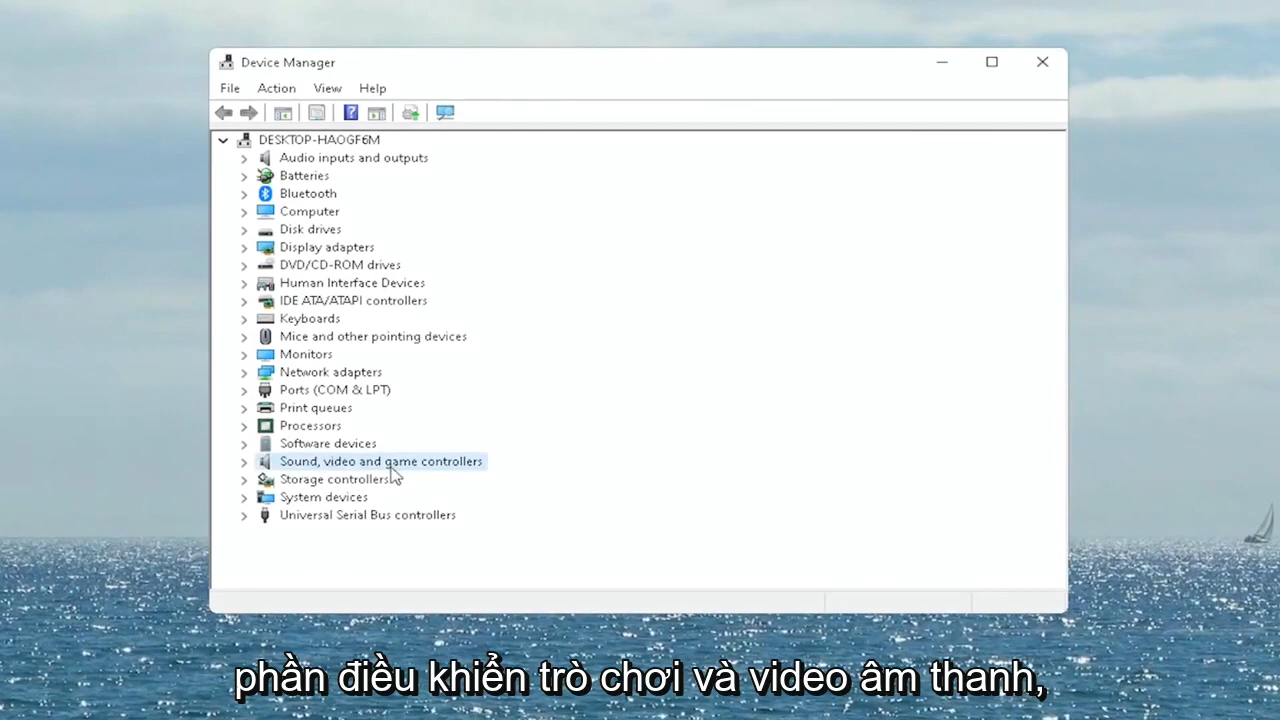 Device Manager
File Action View Help
DESKTOP-HAOGF6M
Audio inputs and outputs
Batteries
Bluetooth
Computer
Disk drives
Display adapters
DVD/CD-ROM drives
Human Interface Devices
IDE ATA/ATAPI controllers
Keyboards
Mice and other pointing devices
Monitors
Network adapters
Ports (COM & LPT)
Print queues
Processors
Software devices
Sound, video and game controllers
Storage controllers
System devices
Universal Serial Bus controllers
phần điều khiển trò chơi và video âm thanh,